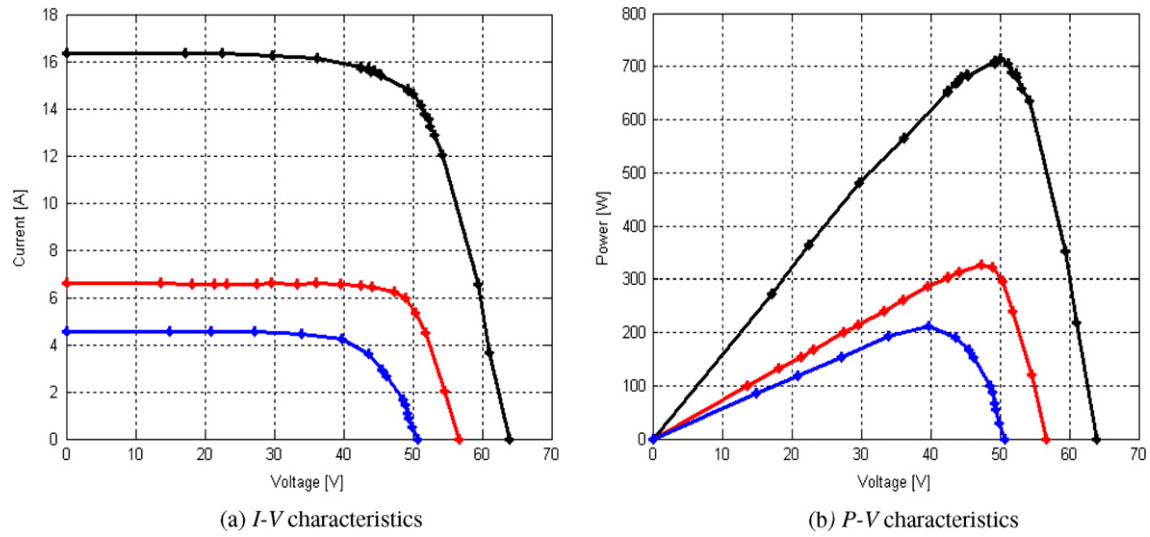 18
16
14
12
10
8
6
4
2
0
Current [A]
0 10 20 30 40 50 60 70
Voltage [V]
(a) I-V characteristics
800
700
600
500
400
300
200
100
0
Power [W]
0 10 20 30 40 50 60 70
Voltage [V]
(b) P-V characteristics